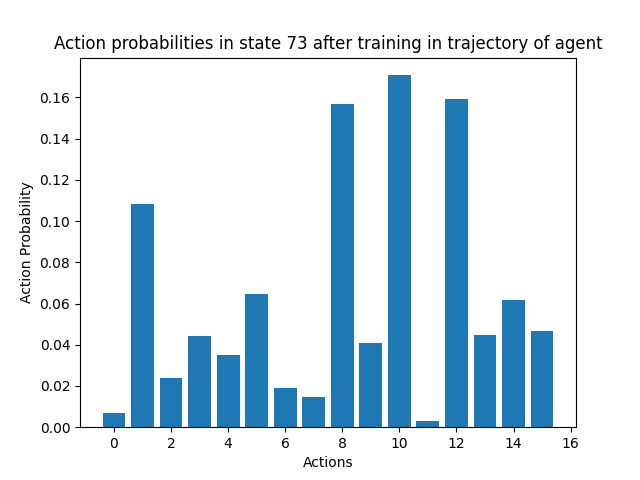 Action probabilities in state 73 after training in trajectory of agent
Action Probability
0.16
0.14
0.12
0.10
0.08
0.06
0.04
0.02
0.00
0 2 4 6 8 10 12 14 16
Actions